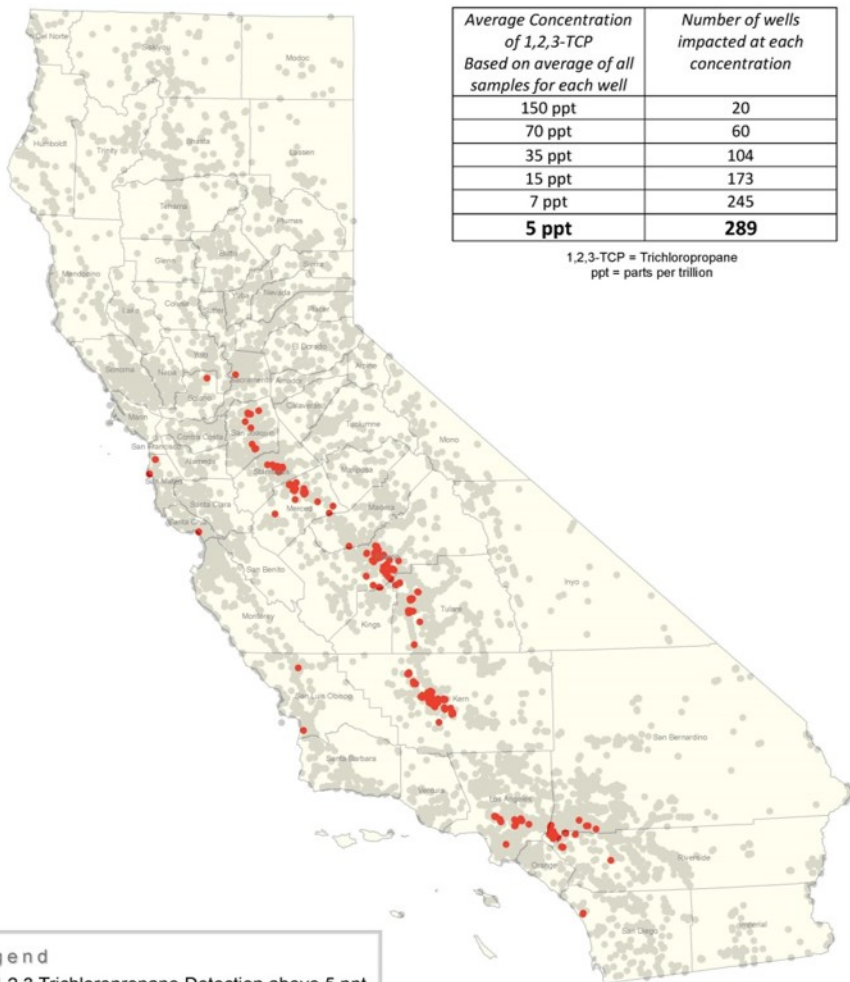 Average Concentration
of 1,2,3-TCP
Based on average of all
samples for each well
Number of wells
impacted at each
concentration
150 ppt 20
70 ppt 60
35 ppt 104
15 ppt 173
7 ppt 245
5 ppt 289
1,2,3-TCP = Trichloropropane
ppt = parts per trillion
Del Norte
Modoc
Humboldt
Trinity
Shasta
Lassen
Tehama
Plumas
Mendocino
Glenn
Butte
Sierra
Nevada
Placer
Lake
Colusa
Yolo
El Dorado
Sonoma
Napa
Sacramento
Amador
Alpine
Solano
Marin
Calaveras
Contra Costa
San Joaquin
Tuolumne
Mono
San Francisco
Alameda
San Mateo
Stanislaus
Mariposa
Santa Clara
Merced
Madera
Santa Cruz
San Benito
Inyo
Monterey
Kings
Tulare
San Luis Obispo
Kern
San Bernardino
Santa Barbara
Ventura
Los Angeles
Orange
Riverside
San Diego
Imperial
gend
2,3 Trichloropropane Detection above 5 ppt